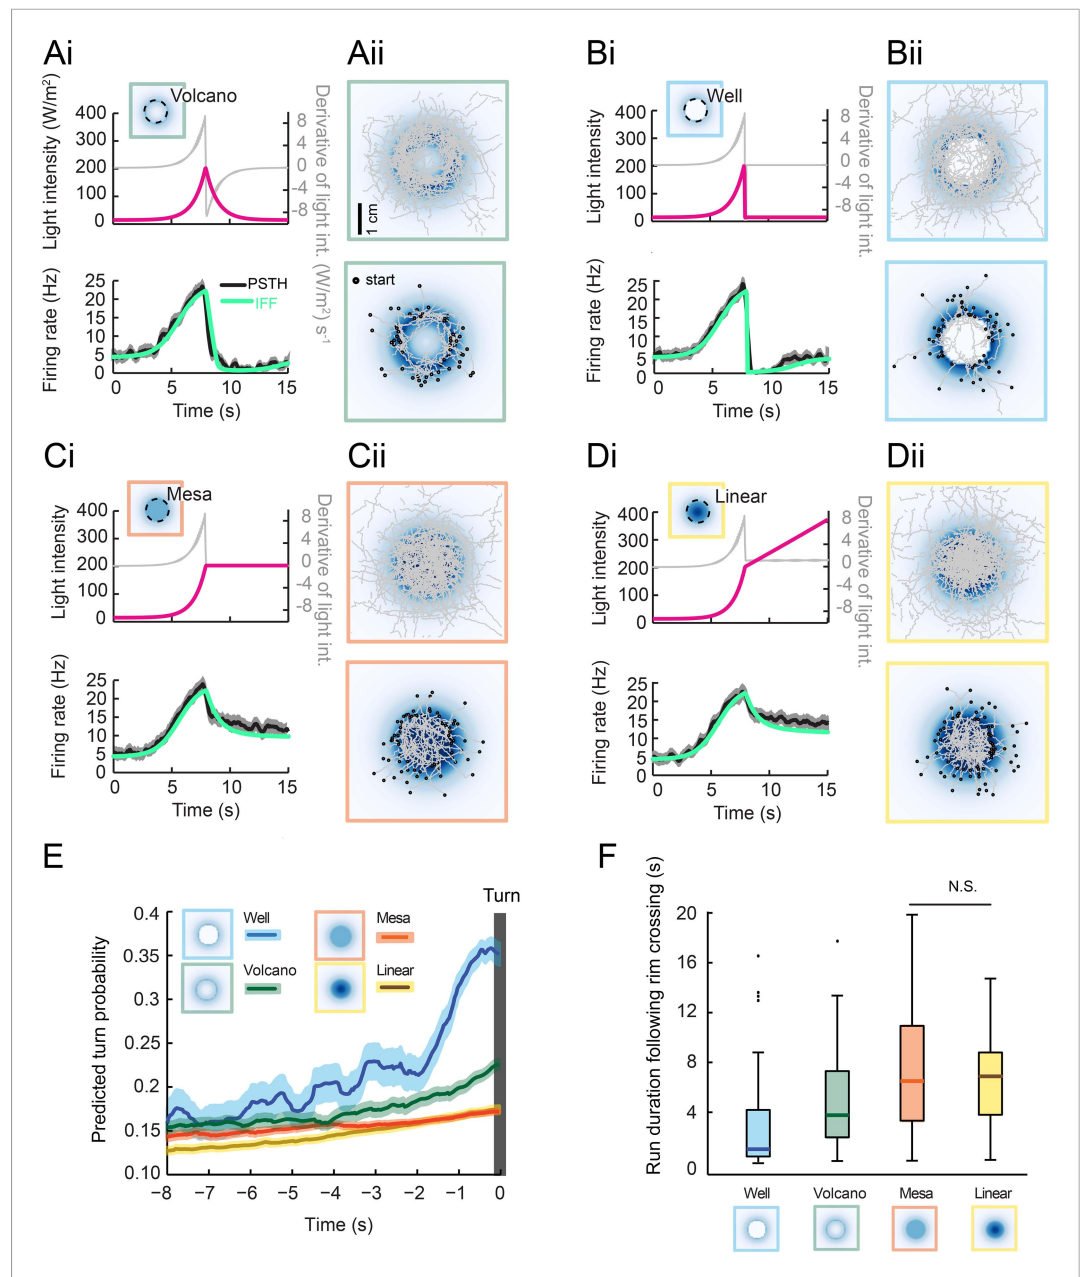 Ai
Volcano
Light intensity (W/m²)
400
300
200
100
0
8
4
0
-4
-8
Derivative of light int. (W/m²) s⁻¹
Firing rate (Hz)
25
20
15
10
5
0
PSTH
IFF
0 5 10 15
Time (s)
Aii
1 cm
start
Bi
Well
Light intensity
400
300
200
100
0
8
4
0
-4
-8
Derivative of light int.
Firing rate (Hz)
25
20
15
10
5
0
0 5 10 15
Time (s)
Bii
Ci
Mesa
Light intensity
400
300
200
100
0
8
4
0
-4
-8
Derivative of light int.
Firing rate (Hz)
25
20
15
10
5
0
0 5 10 15
Time (s)
Cii
Di
Linear
Light intensity
400
300
200
100
0
8
4
0
-4
-8
Derivative of light int.
Firing rate (Hz)
25
20
15
10
5
0
0 5 10 15
Time (s)
Dii
E
Turn
Predicted turn probability
0.4
0.35
0.3
0.25
0.2
0.15
0.10
Well
Mesa
Volcano
Linear
−8 −7 −6 −5 −4 −3 −2 −1 0
Time (s)
F
Run duration following rim crossing (s)
N.S.
20
16
12
8
4
0
Well Volcano Mesa Linear